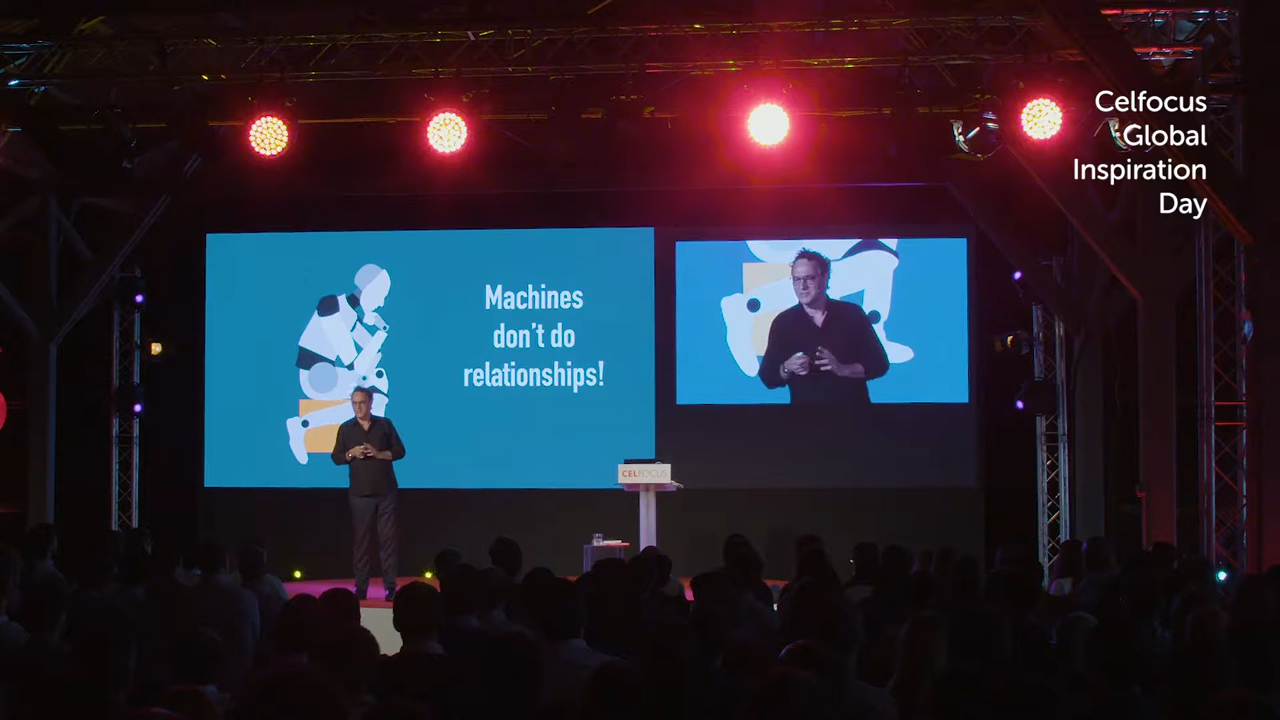 Celfocus
Global
Inspiration
Day
Machines
don't do
relationships!
CELFOCUS